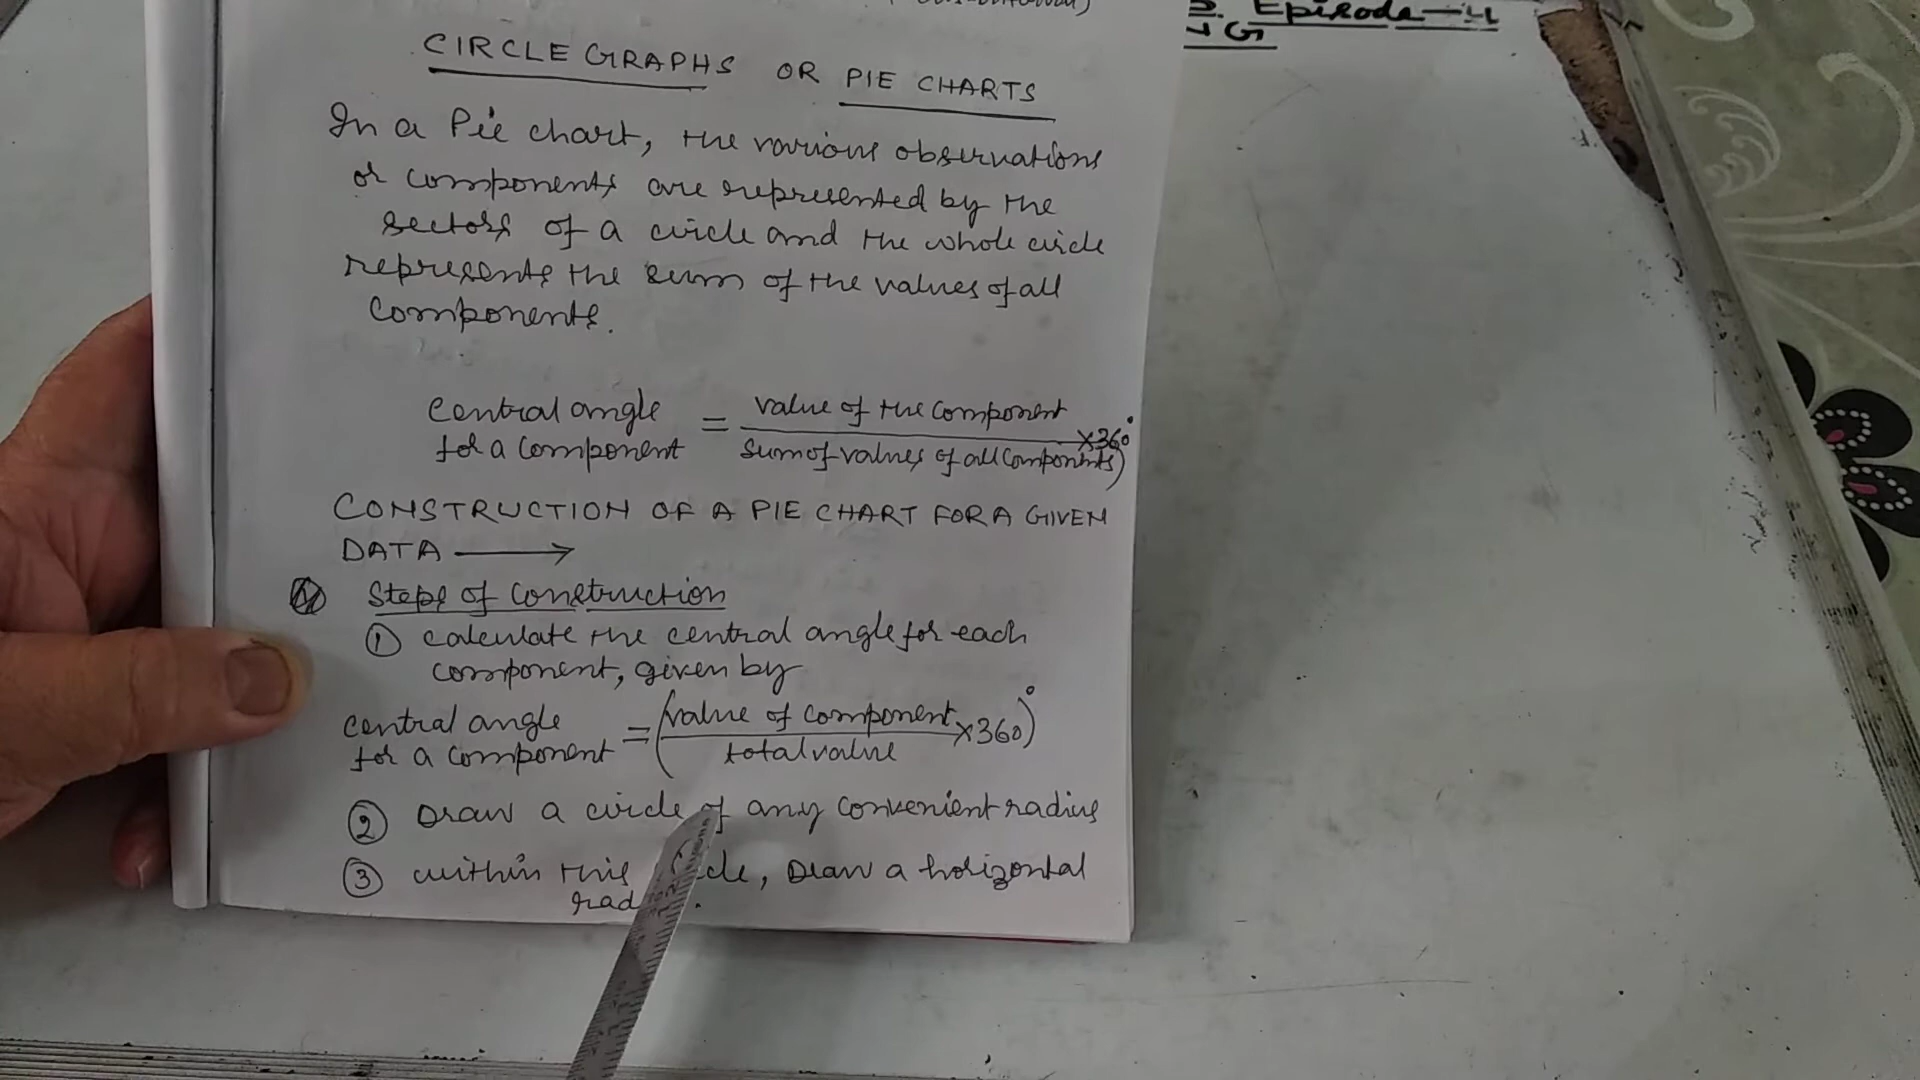 Episode-4
G
CIRCLE GRAPHS OR PIE CHARTS
In a Pie chart, the various observations
or components are represented by the
sectors of a circle and the whole circle
represents the sum of the values of all
components.
central angle
for a component = value of the component / sum of values of all components) ×360°
CONSTRUCTION OF A PIE CHART FOR A GIVEN
DATA →
Steps of construction
① calculate the central angle for each
component, given by
central angle
for a component = (value of component / total value ×360)°
② Draw a circle of any convenient radius
③ within this circle, Draw a horizontal